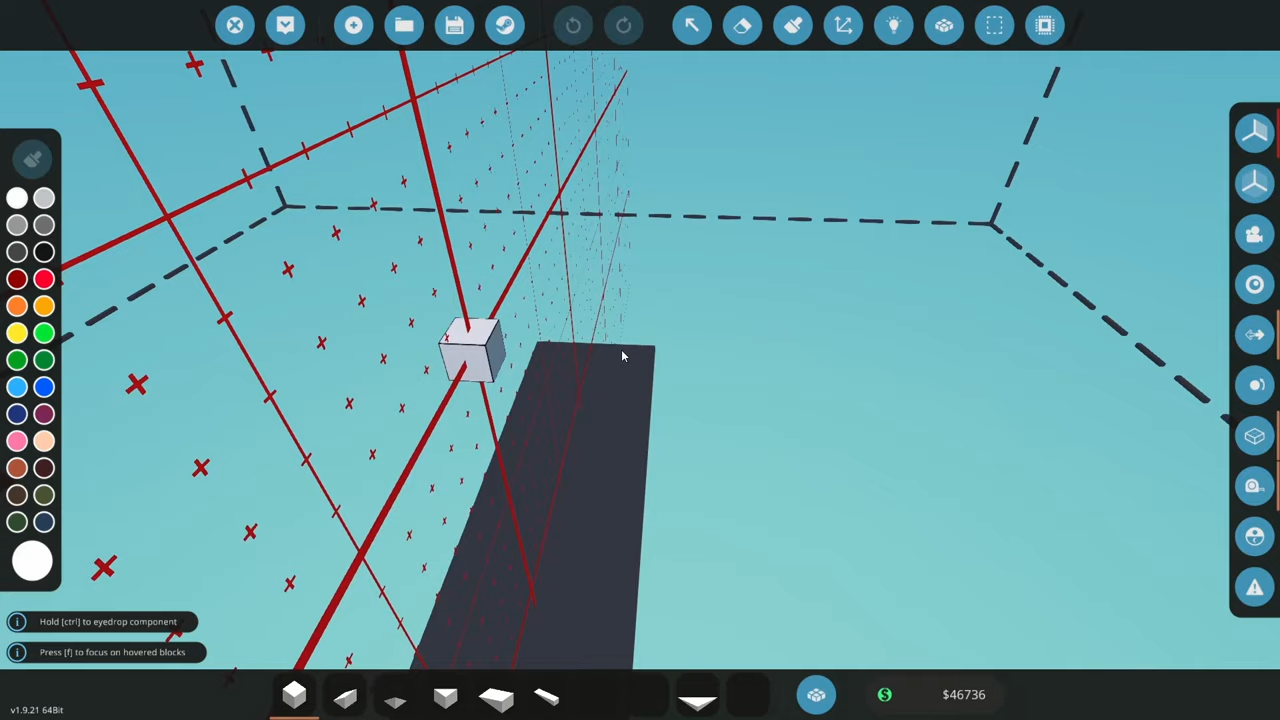 Hold [ctrl] to eyedrop component
Press [f] to focus on hovered blocks
v1.9.21 64Bit
$
$46736